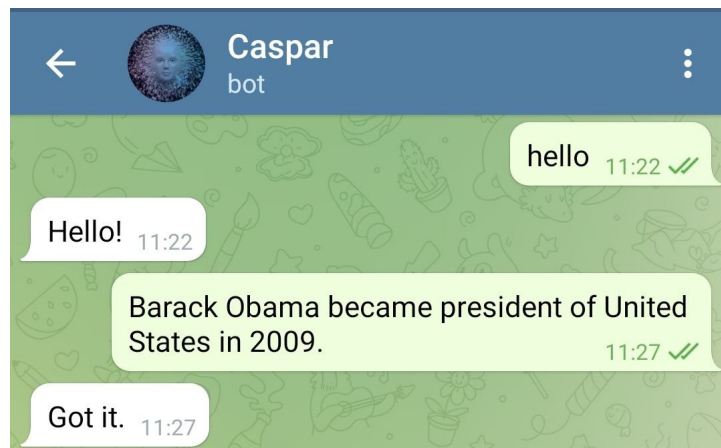 Caspar
bot
hello 11:22
Hello! 11:22
Barack Obama became president of United
States in 2009.
11:27
Got it. 11:27